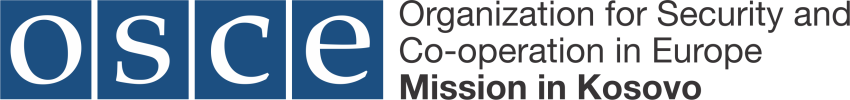 osce
Organization for Security and
Co-operation in Europe
Mission in Kosovo